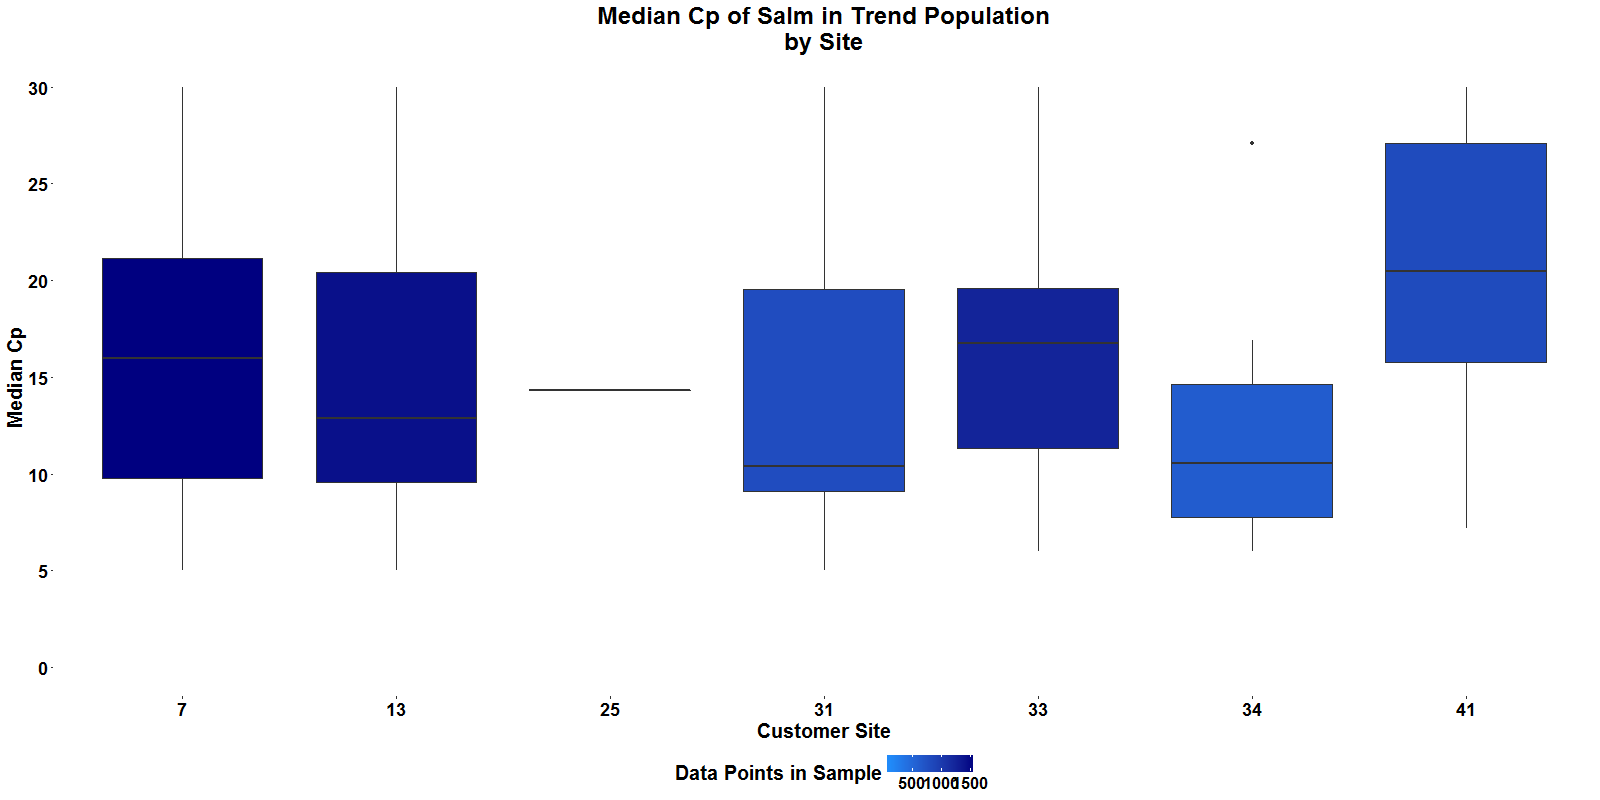 Median Cp of Salm in Trend Population
by Site
Median Cp
30
25
20
15
10
5
0
7 13 25 31 33 34 41
Customer Site
Data Points in Sample
500 1000 1500